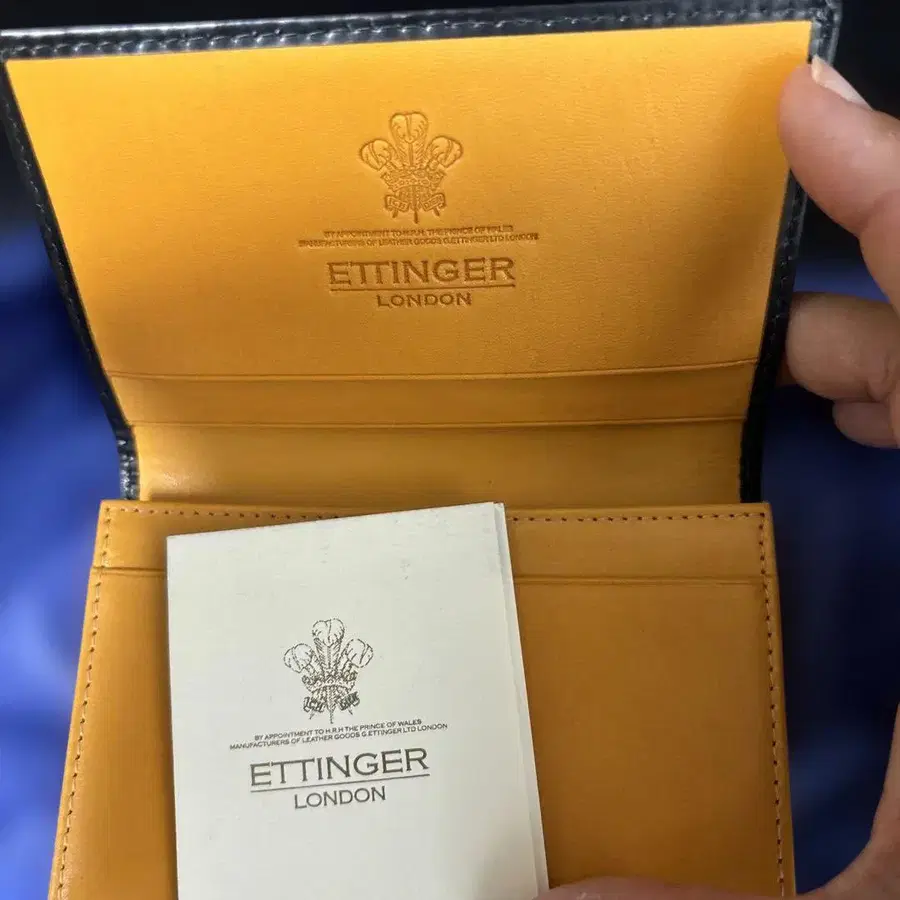 BY APPOINTMENT TO H.R.H. THE PRINCE OF WALES
MANUFACTURERS OF LEATHER GOODS G.ETTINGER LTD LONDON
ETTINGER
LONDON
BY APPOINTMENT TO H.R.H THE PRINCE OF WALES
MANUFACTURERS OF LEATHER GOODS G.ETTINGER LTD LONDON
ETTINGER
LONDON